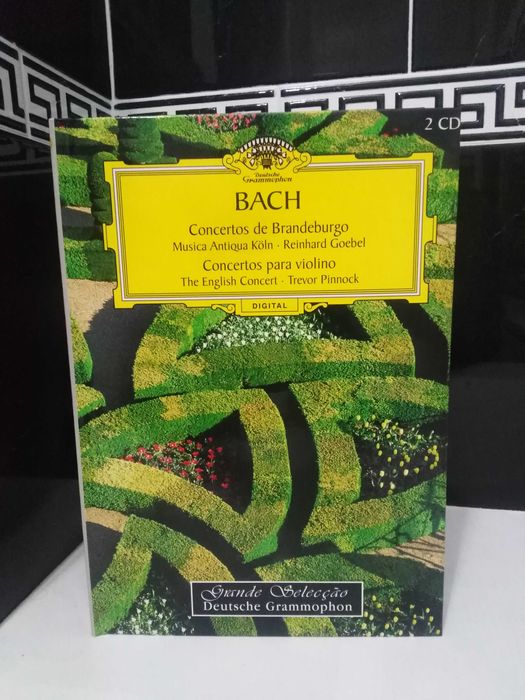 2 CD
Deutsche
Grammophon
BACH
Concertos de Brandeburgo
Musica Antiqua Köln · Reinhard Goebel
Concertos para violino
The English Concert · Trevor Pinnock
DIGITAL
Grande Selecção
Deutsche Grammophon